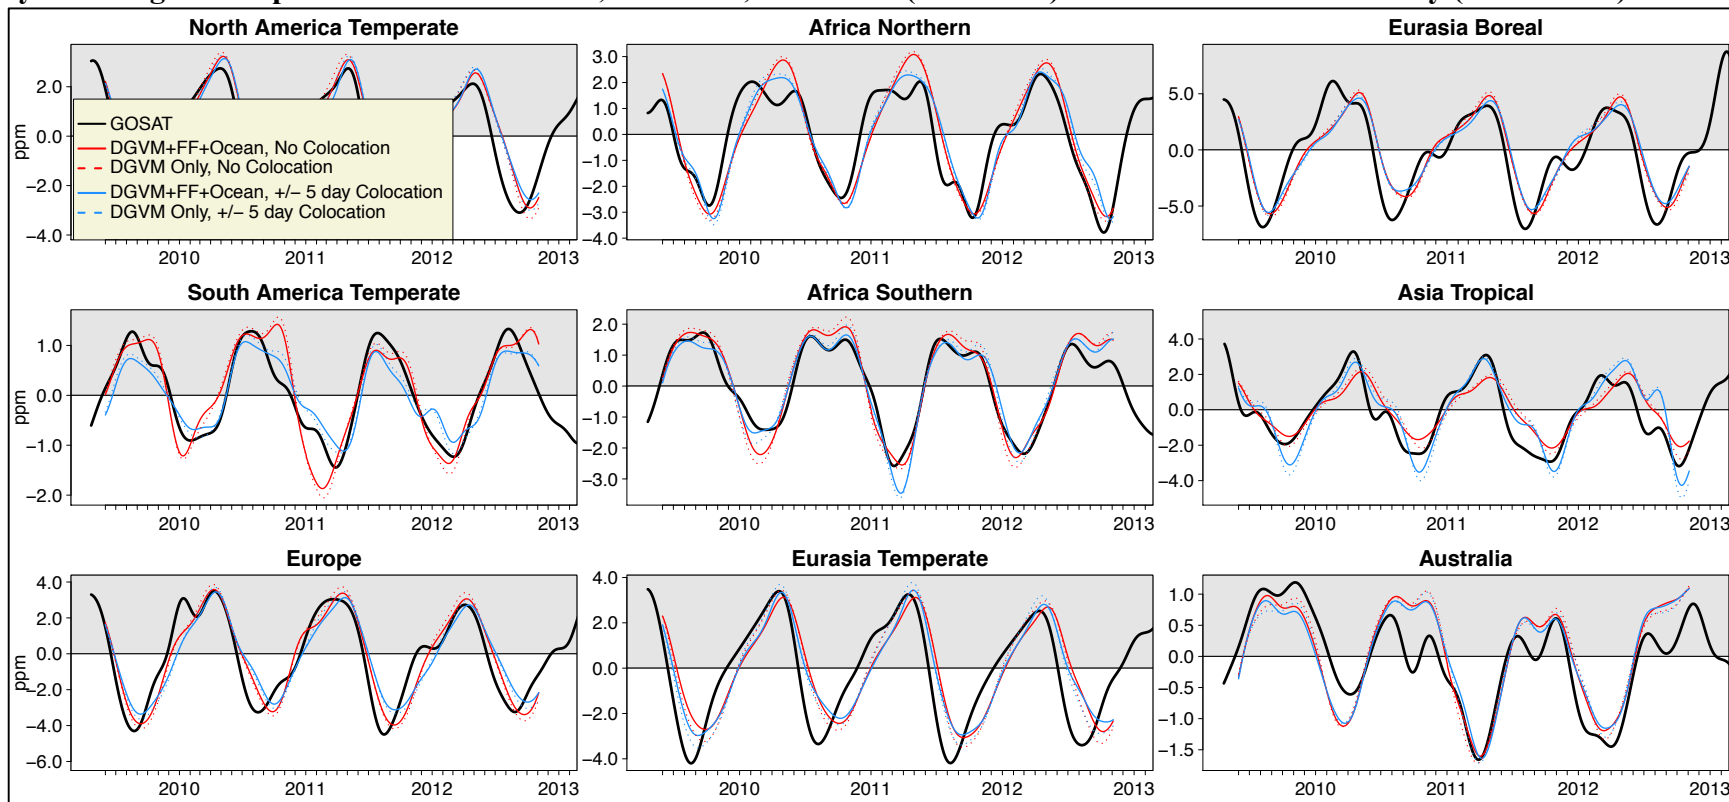 North America Temperate
Africa Northern
Eurasia Boreal
ppm
2.0
0.0
−2.0
−4.0
GOSAT
DGVM+FF+Ocean, No Colocation
DGVM Only, No Colocation
DGVM+FF+Ocean, +/− 5 day Colocation
DGVM Only, +/− 5 day Colocation
2010 2011 2012 2013
3.0
2.0
1.0
0.0
−1.0
−2.0
−3.0
−4.0
2010 2011 2012 2013
5.0
0.0
−5.0
2010 2011 2012 2013
South America Temperate
Africa Southern
Asia Tropical
ppm
1.0
0.0
−1.0
−2.0
2010 2011 2012 2013
2.0
1.0
0.0
−1.0
−2.0
−3.0
2010 2011 2012 2013
4.0
2.0
0.0
−2.0
−4.0
2010 2011 2012 2013
Europe
Eurasia Temperate
Australia
ppm
4.0
2.0
0.0
−2.0
−4.0
−6.0
2010 2011 2012 2013
4.0
2.0
0.0
−2.0
−4.0
2010 2011 2012 2013
1.0
0.5
0.0
−0.5
−1.0
−1.5
2010 2011 2012 2013